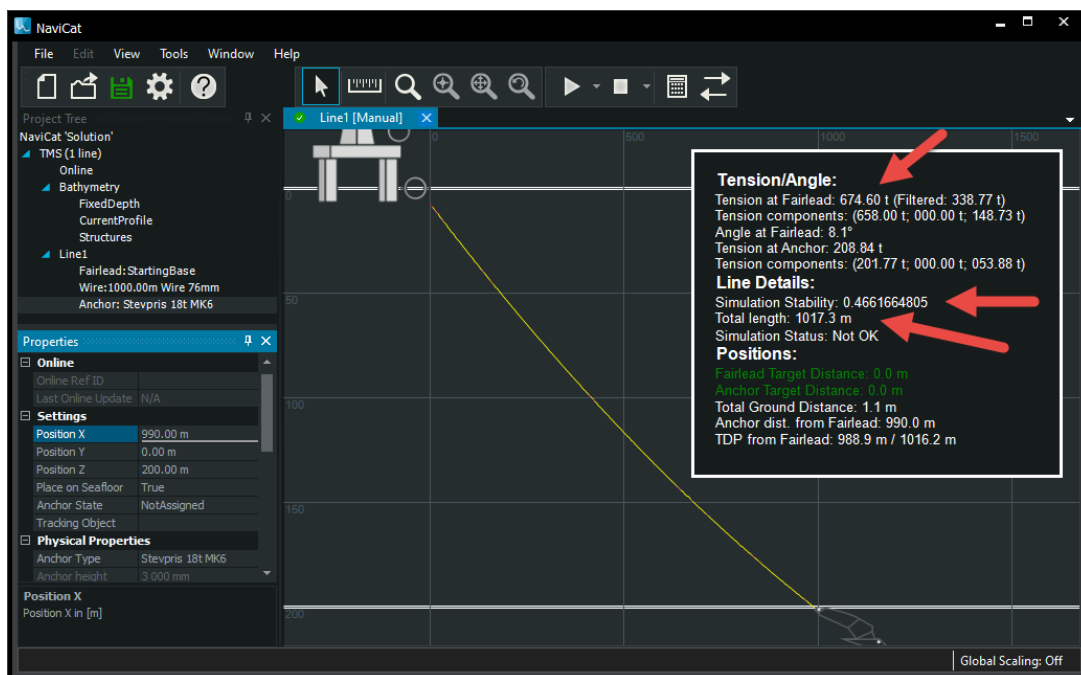 NaviCat
File Edit View Tools Window Help
Project Tree
Line1 [Manual]
NaviCat 'Solution'
TMS (1 line)
Online
Bathymetry
FixedDepth
CurrentProfile
Structures
Line1
Fairlead:StartingBase
Wire:1000.00m Wire 76mm
Anchor: Stevpris 18t MK6
Properties
Online
Online Ref ID
Last Online Update N/A
Settings
Position X 990.00 m
Position Y 0.00 m
Position Z 200.00 m
Place on Seafloor True
Anchor State NotAssigned
Tracking Object
Physical Properties
Anchor Type Stevpris 18t MK6
Anchor height 3 000 mm
Position X
Position X in [m]
0 500 1000 1500
0
50
100
150
200
Tension/Angle:
Tension at Fairlead: 674.60 t (Filtered: 338.77 t)
Tension components: (658.00 t; 000.00 t; 148.73 t)
Angle at Fairlead: 8.1°
Tension at Anchor: 208.84 t
Tension components: (201.77 t; 000.00 t; 053.88 t)
Line Details:
Simulation Stability: 0.4661664805
Total length: 1017.3 m
Simulation Status: Not OK
Positions:
Fairlead Target Distance: 0.0 m
Anchor Target Distance: 0.0 m
Total Ground Distance: 1.1 m
Anchor dist. from Fairlead: 990.0 m
TDP from Fairlead: 988.9 m / 1016.2 m
Global Scaling: Off